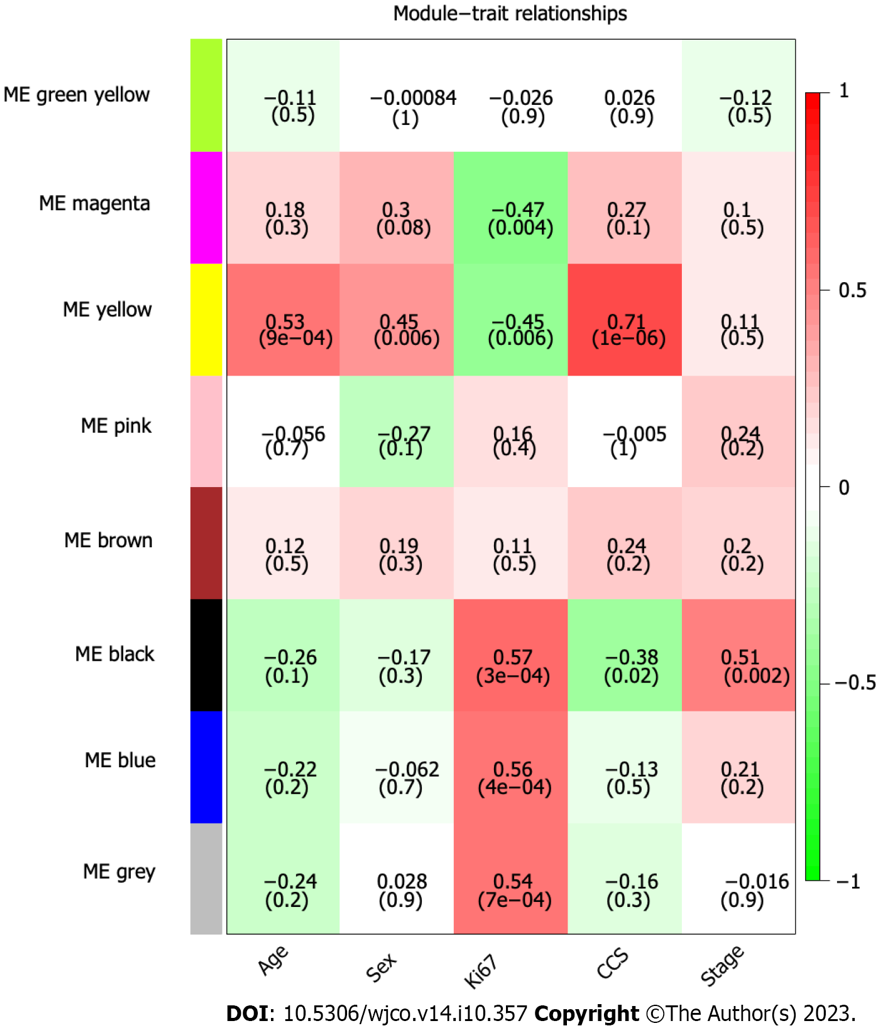 Module−trait relationships
ME green yellow −0.11 −0.00084 −0.026 0.026 −0.12 1
(0.5) (1) (0.9) (0.9) (0.5)
ME magenta 0.18 0.3 −0.47 0.27 0.1
(0.3) (0.08) (0.004) (0.1) (0.5)
0.5
ME yellow 0.53 0.45 −0.45 0.71 0.11
(9e−04) (0.006) (0.006) (1e−06) (0.5)
ME pink −0.056 −0.27 0.16 −0.005 0.24
(0.7) (0.1) (0.4) (1) (0.2)
0
ME brown 0.12 0.19 0.11 0.24 0.2
(0.5) (0.3) (0.5) (0.2) (0.2)
ME black −0.26 −0.17 0.57 −0.38 0.51
(0.1) (0.3) (3e−04) (0.02) (0.002)
−0.5
ME blue −0.22 −0.062 0.56 −0.13 0.21
(0.2) (0.7) (4e−04) (0.5) (0.2)
ME grey −0.24 0.028 0.54 −0.16 −0.016 −1
(0.2) (0.9) (7e−04) (0.3) (0.9)
Age Sex Ki67 CCS Stage
DOI: 10.5306/wjco.v14.i10.357 Copyright ©The Author(s) 2023.